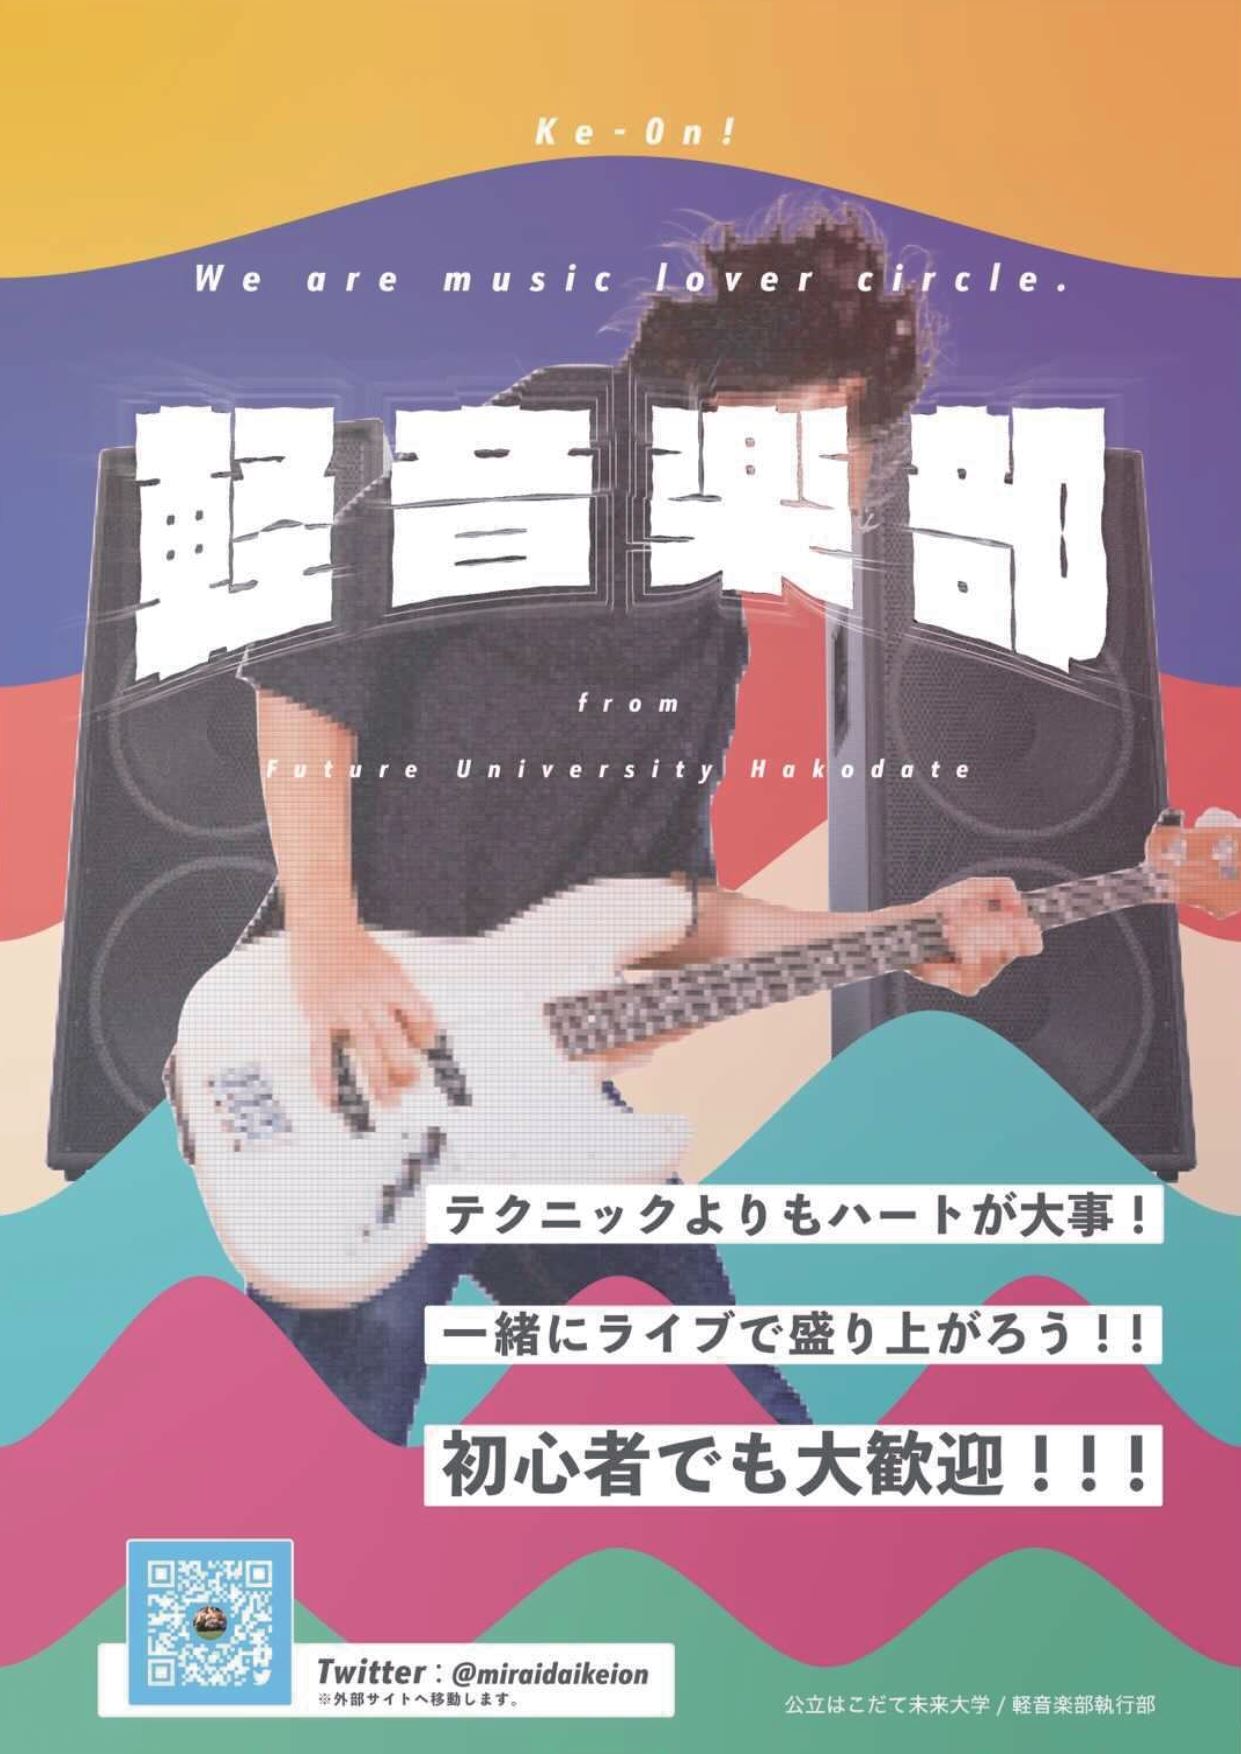 Ke-On!
We are music lover circle.
軽音楽部
from
Future University Hakodate
テクニックよりもハートが大事！
一緒にライブで盛り上がろう！！
初心者でも大歓迎！！！
Twitter：@miraidaikeion
※外部サイトへ移動します。
公立はこだて未来大学 / 軽音楽部執行部